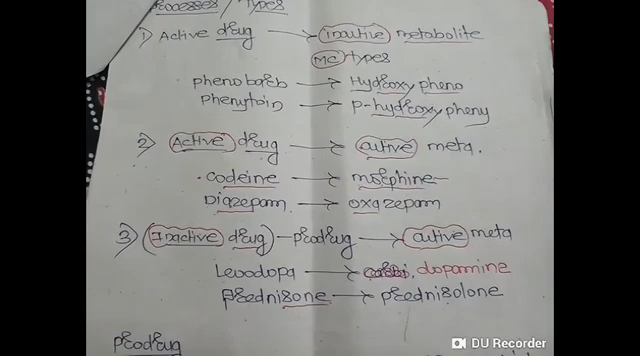 Processes / Types
1) Active drug → inactive metabolite
MC types
phenobarb → Hydroxy pheno
phenytoin → p-hydroxy pheny
2) Active drug → active meta.
codeine → morphine
Diazepam → oxazepam
3) (Inactive drug) - prodrug → active meta
Levodopa → dopamine
prednisone → prednisolone
prodrug
DU Recorder